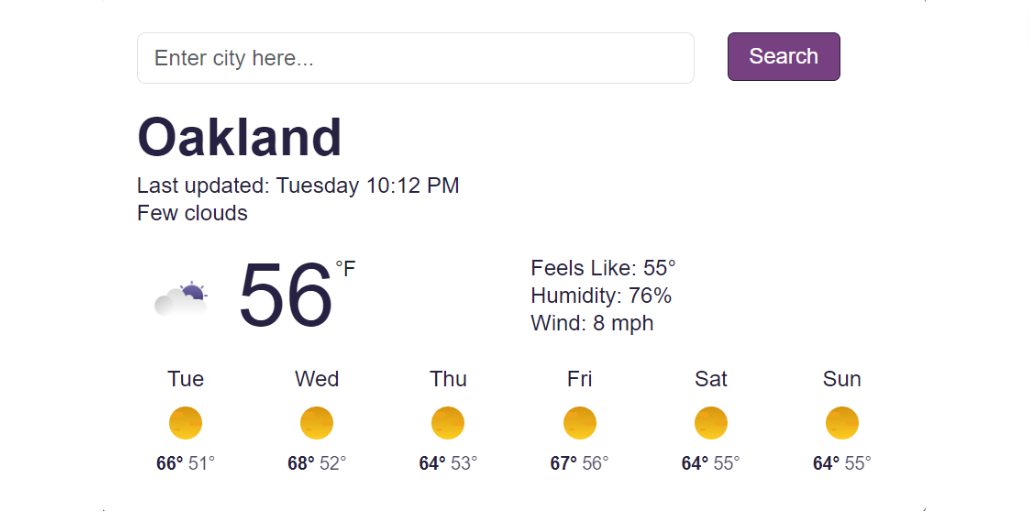 Enter city here...
Search
Oakland
Last updated: Tuesday 10:12 PM
Few clouds
56 °F
Feels Like: 55°
Humidity: 76%
Wind: 8 mph
Tue Wed Thu Fri Sat Sun
66° 51° 68° 52° 64° 53° 67° 56° 64° 55° 64° 55°